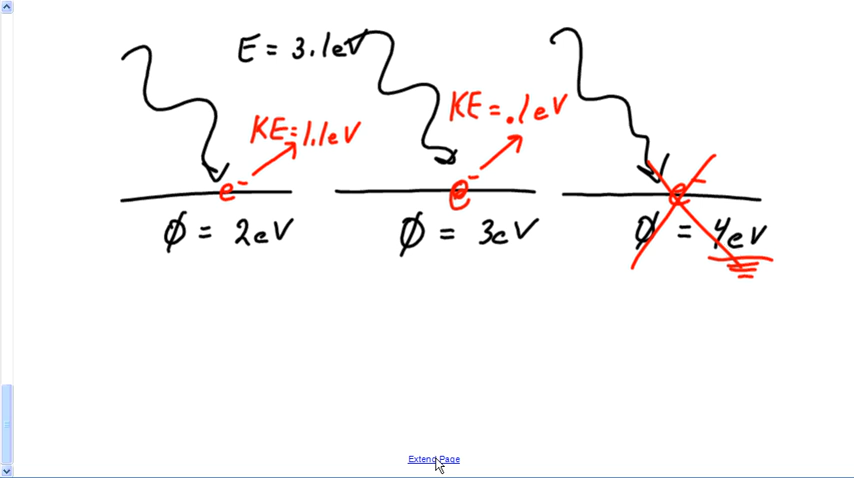 E = 3.1eV
KE = 1.1eV
KE = .1eV
e⁻
e⁻
e⁻
ϕ = 2eV
ϕ = 3eV
ϕ = 4eV
Extend Page